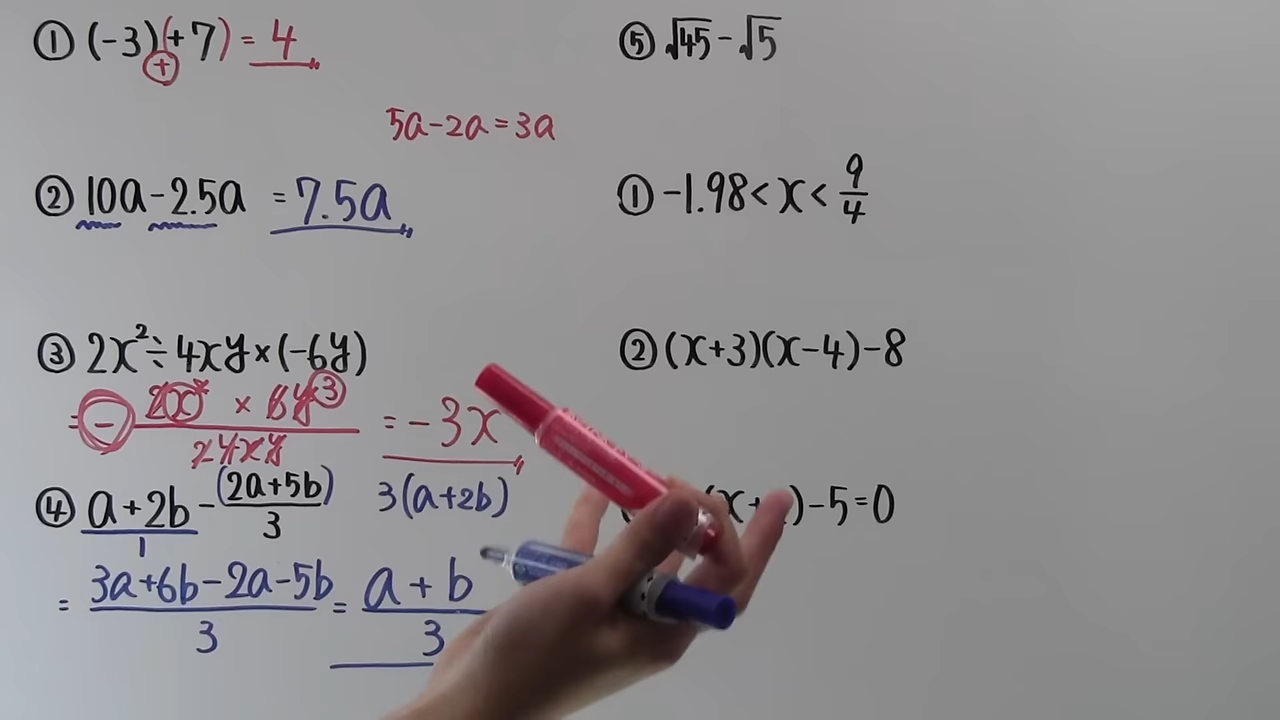 ① (-3)(+7) = 4
+
5a-2a=3a
② 10a-2.5a = 7.5a
③ 2x²÷4xy×(-6y)
= - 2x² × 6y 3 / 24xy = -3x
④ a+2b - (2a+5b)/3
1
3(a+2b)
= 3a+6b-2a-5b / 3 = a+b / 3
⑤ √45-√5
① -1.98<x<9/4
② (x+3)(x-4)-8
)-5=0